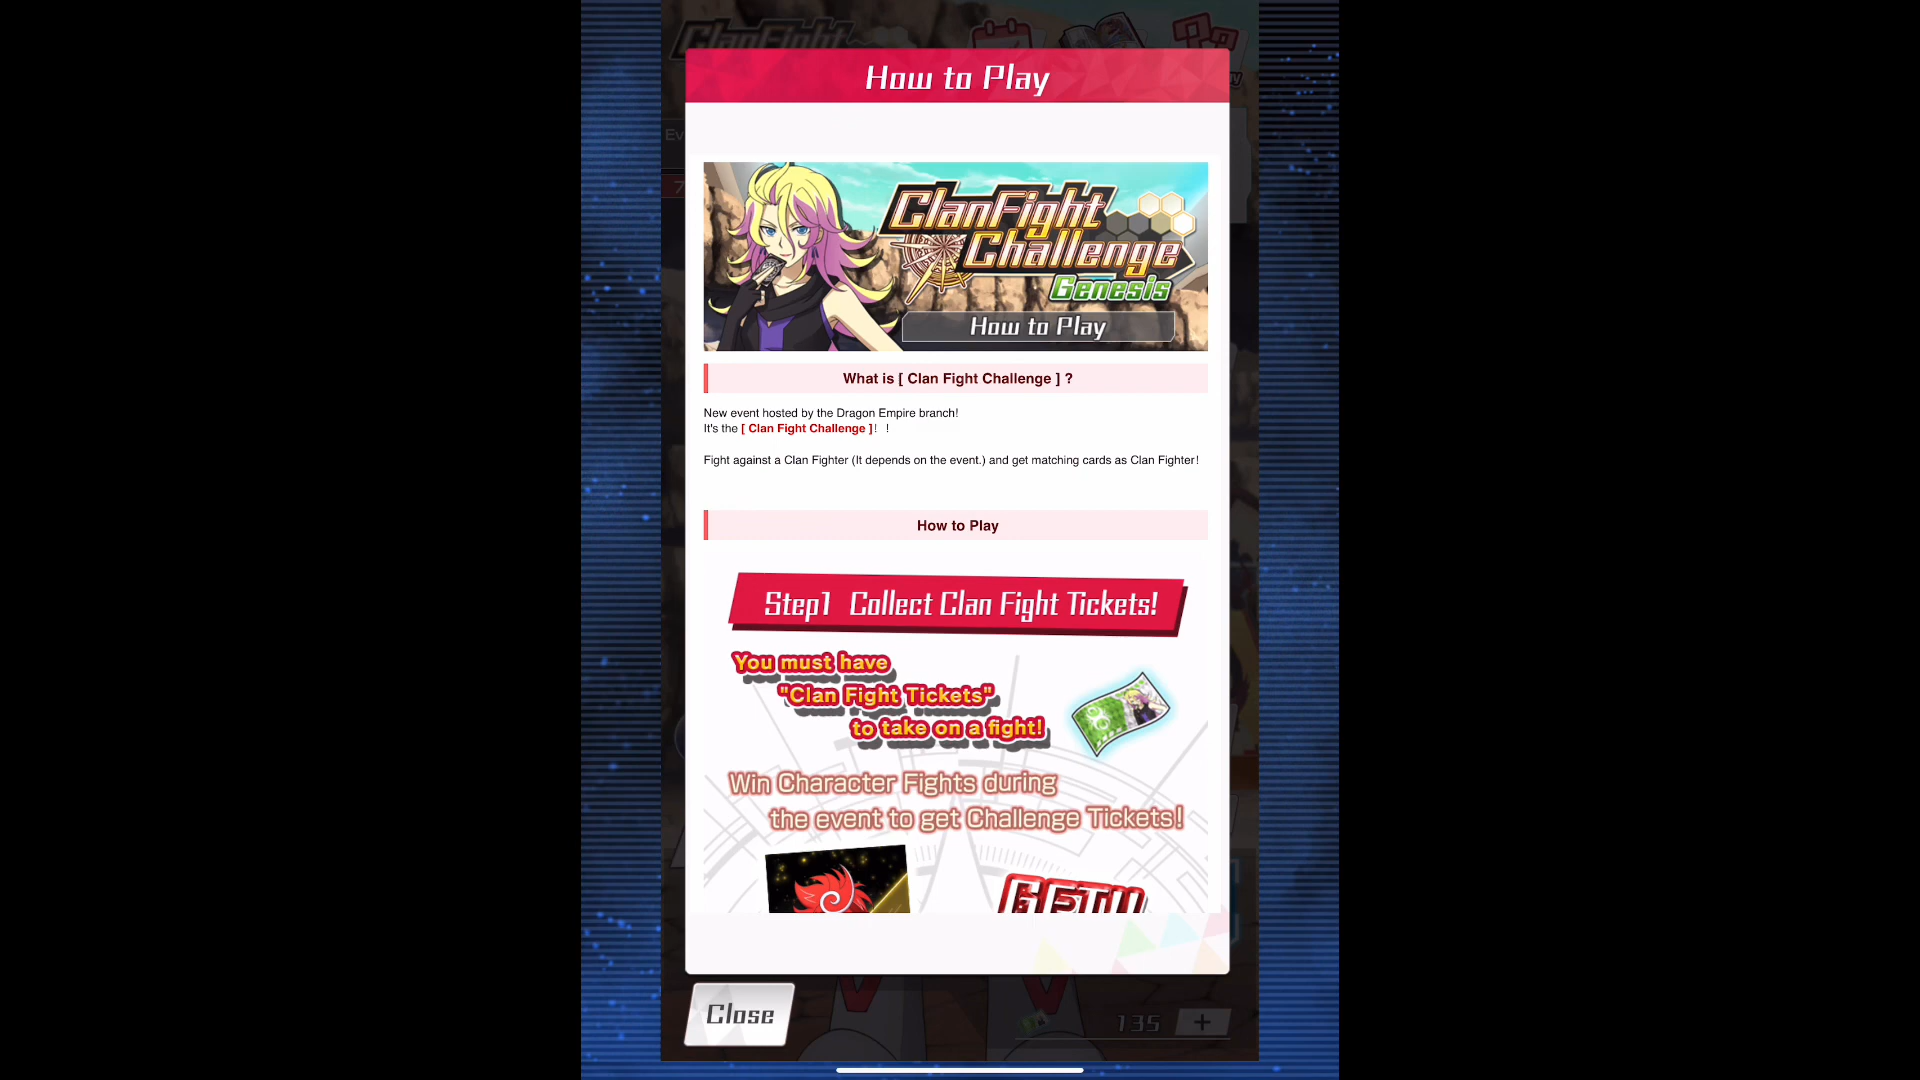 ClanFight
How to Play
Ev
7
ClanFight
Challenge
Genesis
How to Play
What is [ Clan Fight Challenge ] ?
New event hosted by the Dragon Empire branch!
It's the [ Clan Fight Challenge ]! !
Fight against a Clan Fighter (It depends on the event.) and get matching cards as Clan Fighter!
How to Play
Step1 Collect Clan Fight Tickets!
You must have
"Clan Fight Tickets"
to take on a fight!
Win Character Fights during
the event to get Challenge Tickets!
Close
135 +